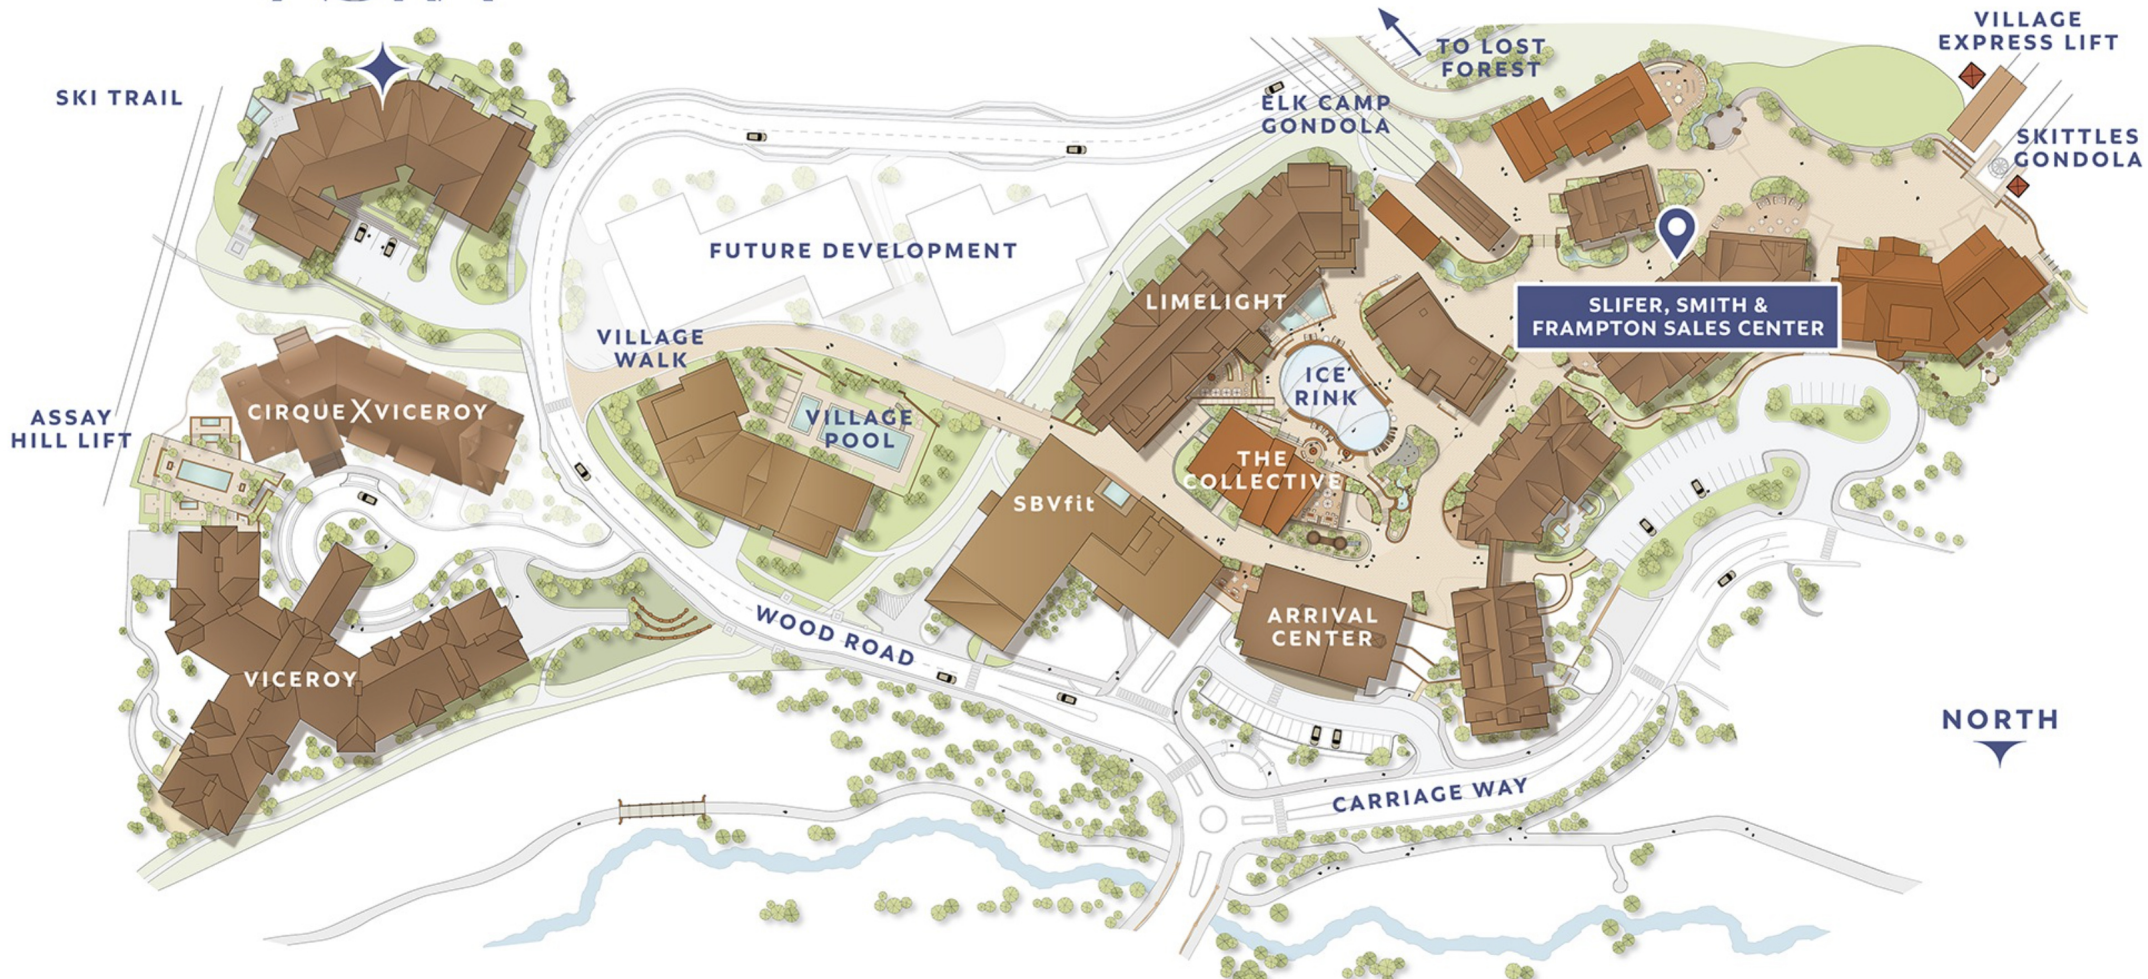 VILLAGE
EXPRESS LIFT
TO LOST
FOREST
SKI TRAIL
ELK CAMP
GONDOLA
SKITTLES
GONDOLA
FUTURE DEVELOPMENT
LIMELIGHT
SLIFER, SMITH &
FRAMPTON SALES CENTER
VILLAGE
WALK
ICE
RINK
CIRQUE X VICEROY
ASSAY
HILL LIFT
VILLAGE
POOL
THE
COLLECTIVE
SBVfit
ARRIVAL
CENTER
WOOD ROAD
VICEROY
NORTH
CARRIAGE WAY